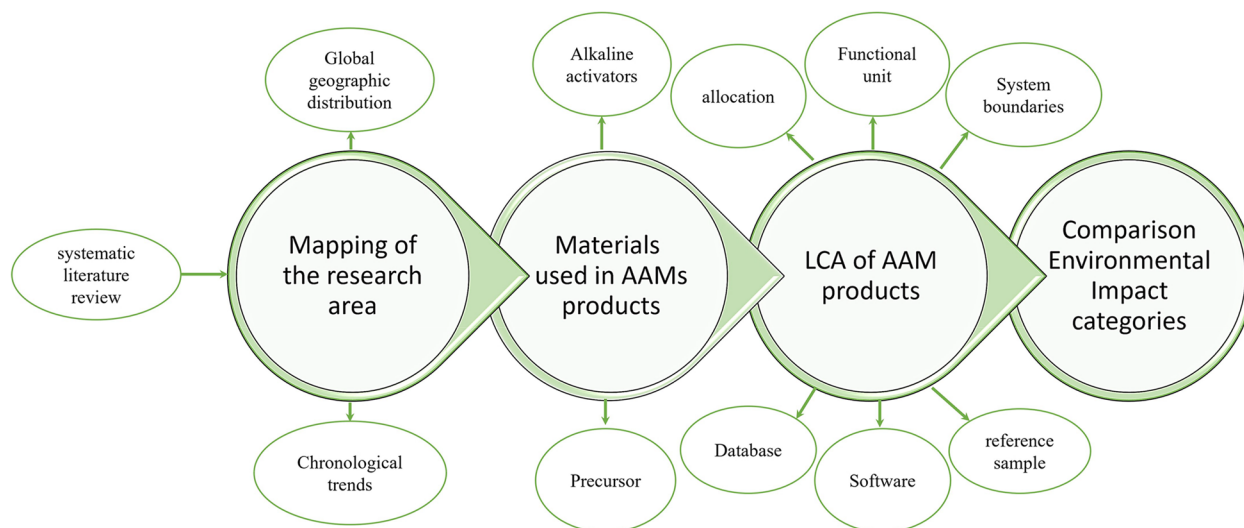 systematic
literature
review
Global
geographic
distribution
Mapping of
the research
area
Chronological
trends
Alkaline
activators
Materials
used in AAMs
products
Precursor
allocation
Functional
unit
System
boundaries
LCA of AAM
products
Database
Software
reference
sample
Comparison
Environmental
Impact
categories